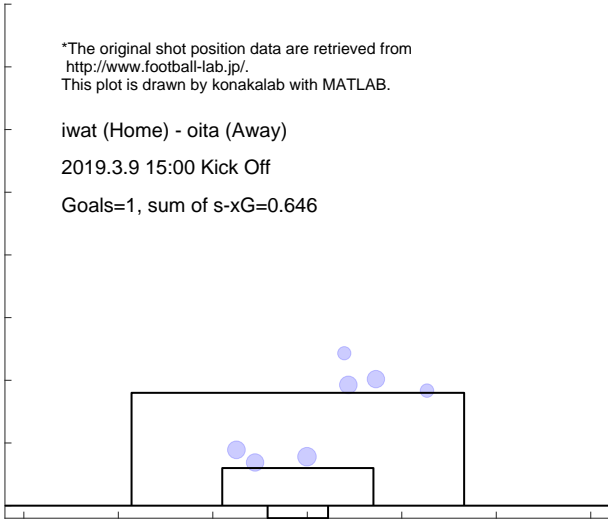 *The original shot position data are retrieved from
http://www.football-lab.jp/.
This plot is drawn by konakalab with MATLAB.
iwat (Home) - oita (Away)
2019.3.9 15:00 Kick Off
Goals=1, sum of s-xG=0.646